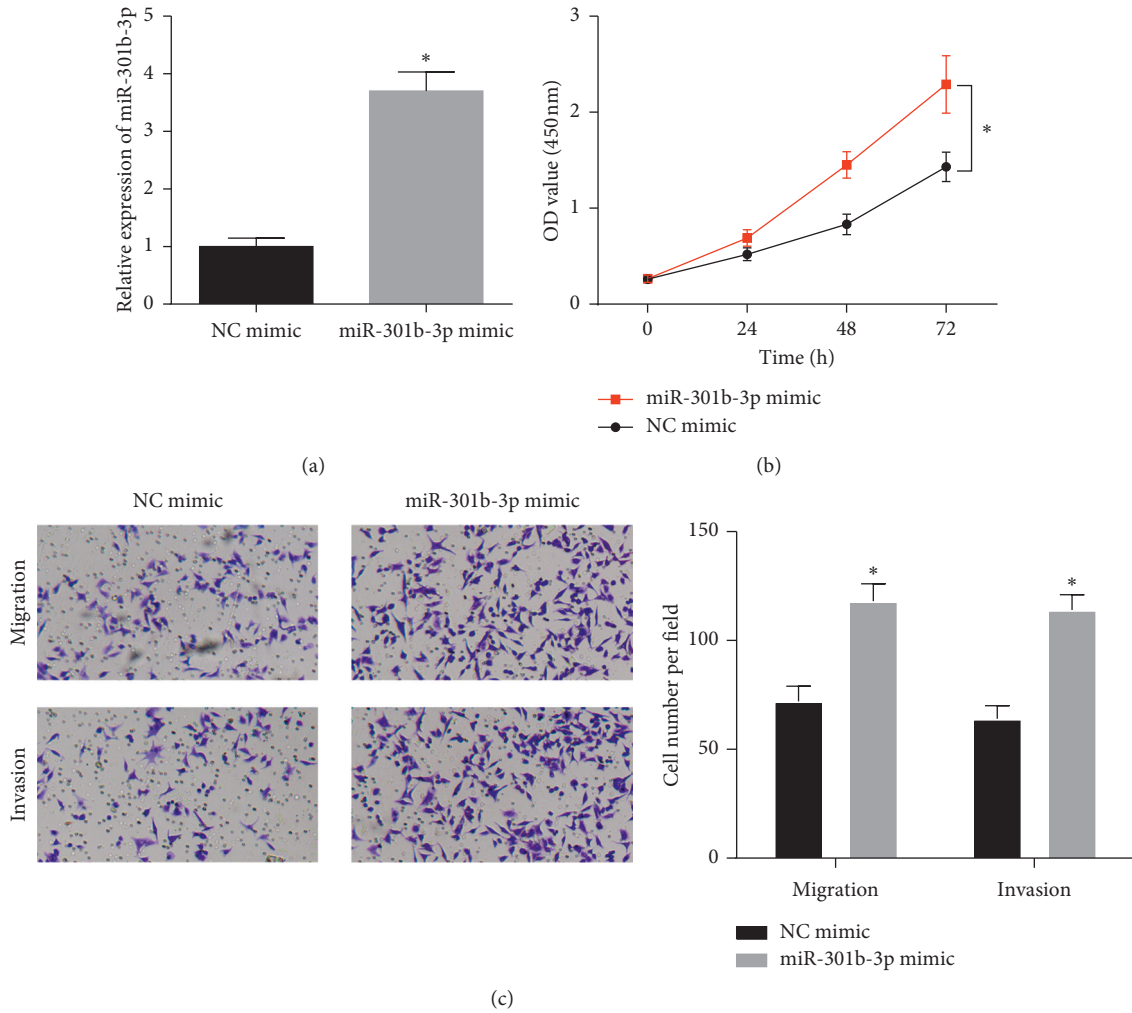 Relative expression of miR-301b-3p
5
4
3
2
1
0
*
NC mimic
miR-301b-3p mimic
(a)
OD value (450 nm)
3
2
1
0
*
0
24
48
72
Time (h)
miR-301b-3p mimic
NC mimic
(b)
NC mimic
miR-301b-3p mimic
Migration
Invasion
Cell number per field
150
100
50
0
*
*
Migration
Invasion
NC mimic
miR-301b-3p mimic
(c)